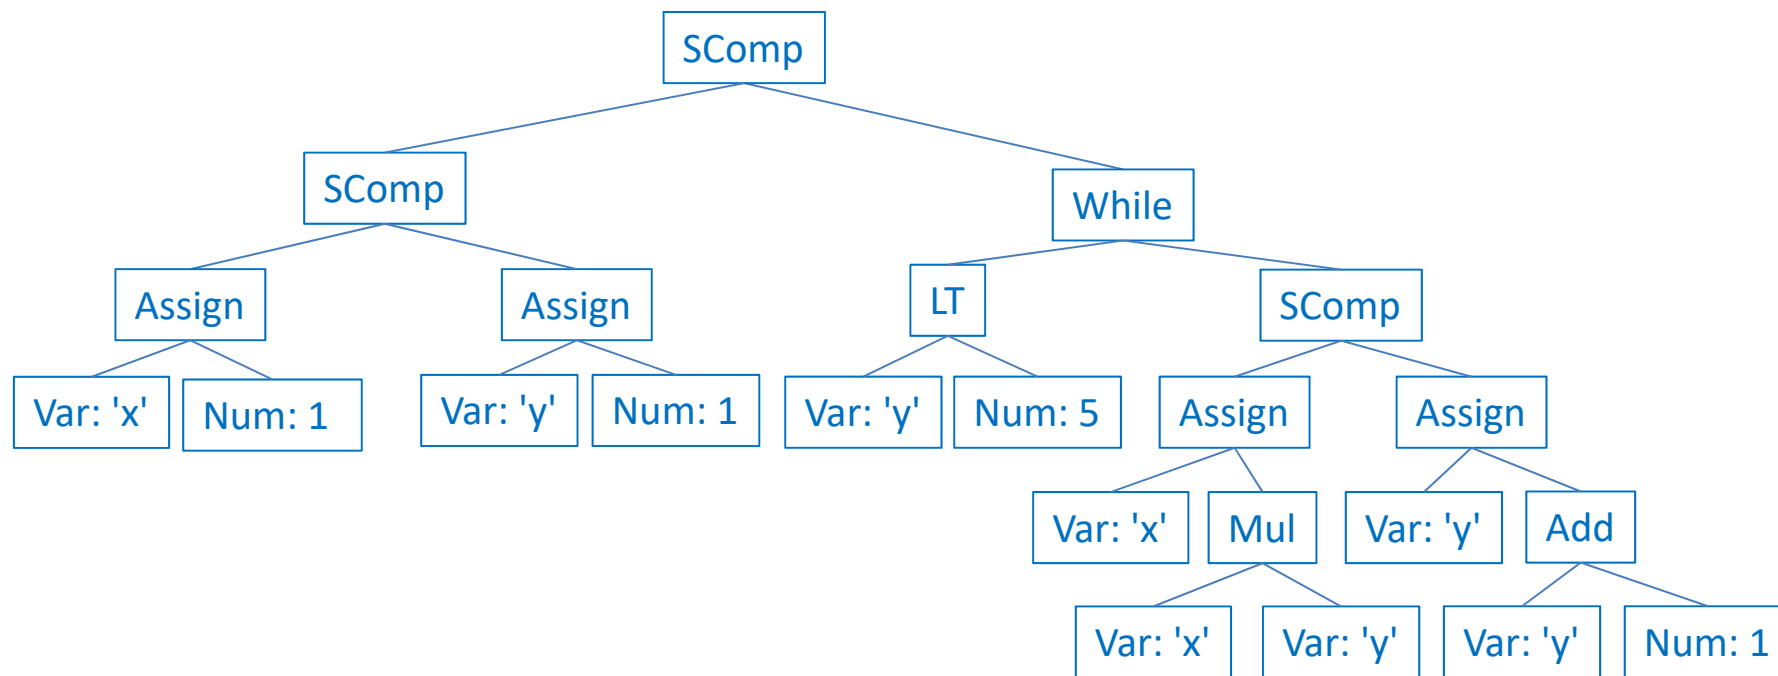 SComp
SComp
While
Assign
Assign
LT
SComp
Var: 'x'
Num: 1
Var: 'y'
Num: 1
Var: 'y'
Num: 5
Assign
Assign
Var: 'x'
Mul
Var: 'y'
Add
Var: 'x'
Var: 'y'
Var: 'y'
Num: 1